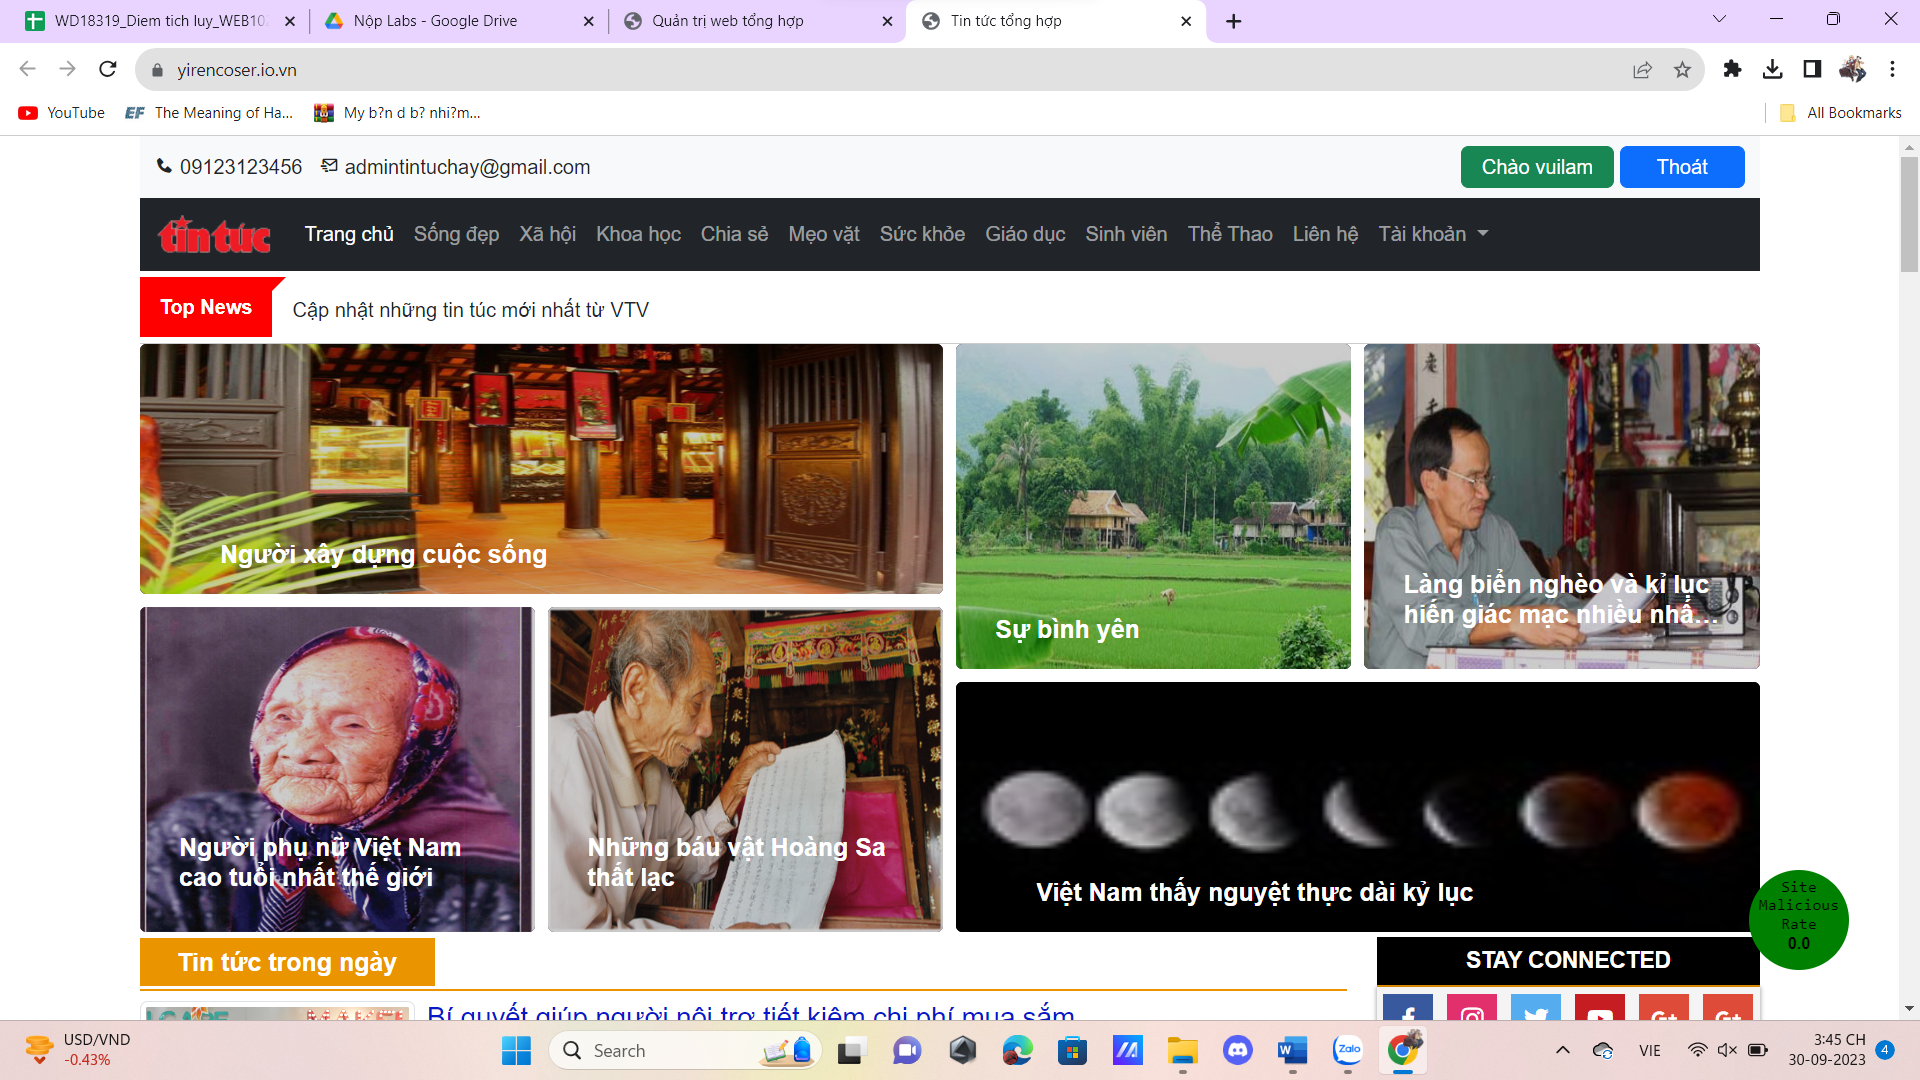 WD18319_Diem tich luy_WEB10
Nộp Labs - Google Drive
Quản trị web tổng hợp
Tin tức tổng hợp
yirencoser.io.vn
YouTube
EF The Meaning of Ha...
My b?n d b? nhi?m...
All Bookmarks
09123123456 admintintuchay@gmail.com
Chào vuilam
Thoát
tin tức
Trang chủ Sống đẹp Xã hội Khoa học Chia sẻ Mẹo vặt Sức khỏe Giáo dục Sinh viên Thể Thao Liên hệ Tài khoản
Top News
Cập nhật những tin túc mới nhất từ VTV
Người xây dựng cuộc sống
Sự bình yên
Làng biển nghèo và kỉ lục
hiến giác mạc nhiều nhấ...
Người phụ nữ Việt Nam
cao tuổi nhất thế giới
Những báu vật Hoàng Sa
thất lạc
Việt Nam thấy nguyệt thực dài kỷ lục
Site
Malicious
Rate
0.0
Tin tức trong ngày
STAY CONNECTED
Bí quyết giúp người nội trợ tiết kiệm chi phí mua sắm
USD/VND
-0.43%
Search
Zalo
VIE
3:45 CH
30-09-2023
4